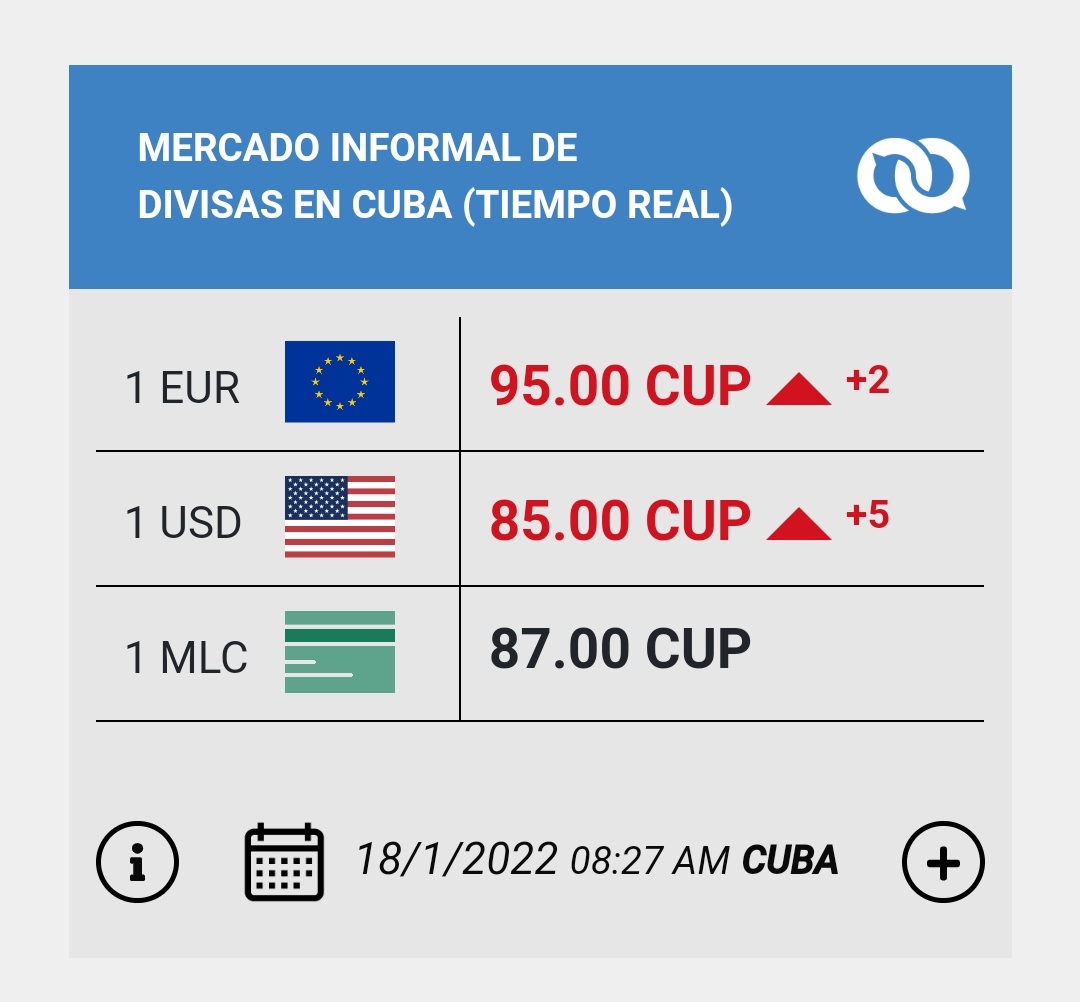 MERCADO INFORMAL DE
DIVISAS EN CUBA (TIEMPO REAL)
1 EUR 95.00 CUP +2
1 USD 85.00 CUP +5
1 MLC 87.00 CUP
18/1/2022 08:27 AM CUBA